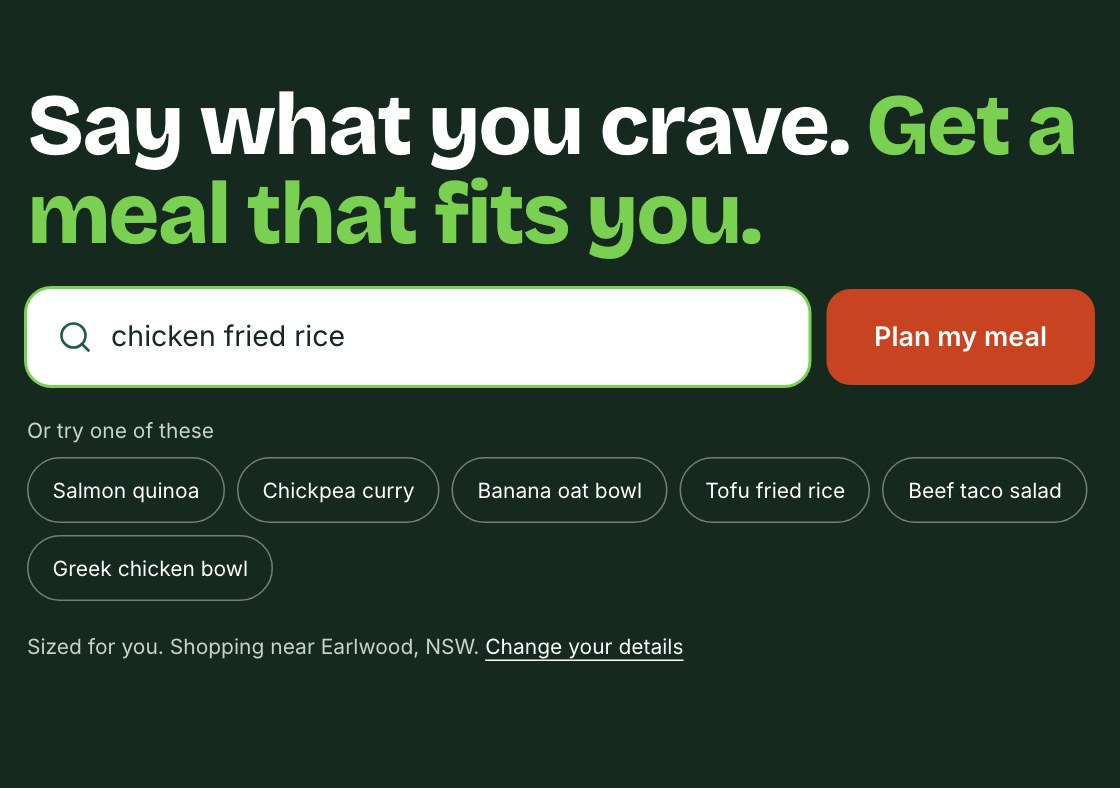 Say what you crave. Get a
meal that fits you.
chicken fried rice
Plan my meal
Or try one of these
Salmon quinoa
Chickpea curry
Banana oat bowl
Tofu fried rice
Beef taco salad
Greek chicken bowl
Sized for you. Shopping near Earlwood, NSW. Change your details